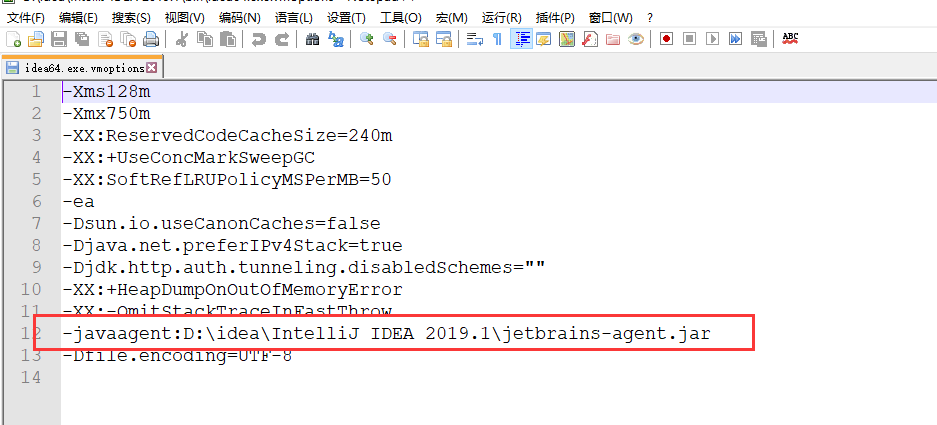 文件(F) 编辑(E) 搜索(S) 视图(V) 编码(N) 语言(L) 设置(T) 工具(O) 宏(M) 运行(R) 插件(P) 窗口(W) ?
idea64.exe.vmoptions
1 -Xms128m
2 -Xmx750m
3 -XX:ReservedCodeCacheSize=240m
4 -XX:+UseConcMarkSweepGC
5 -XX:SoftRefLRUPolicyMSPerMB=50
6 -ea
7 -Dsun.io.useCanonCaches=false
8 -Djava.net.preferIPv4Stack=true
9 -Djdk.http.auth.tunneling.disabledSchemes=""
10 -XX:+HeapDumpOnOutOfMemoryError
11 -XX:-OmitStackTraceInFastThrow
12 -javaagent:D:\idea\IntelliJ IDEA 2019.1\jetbrains-agent.jar
13 -Dfile.encoding=UTF-8
14